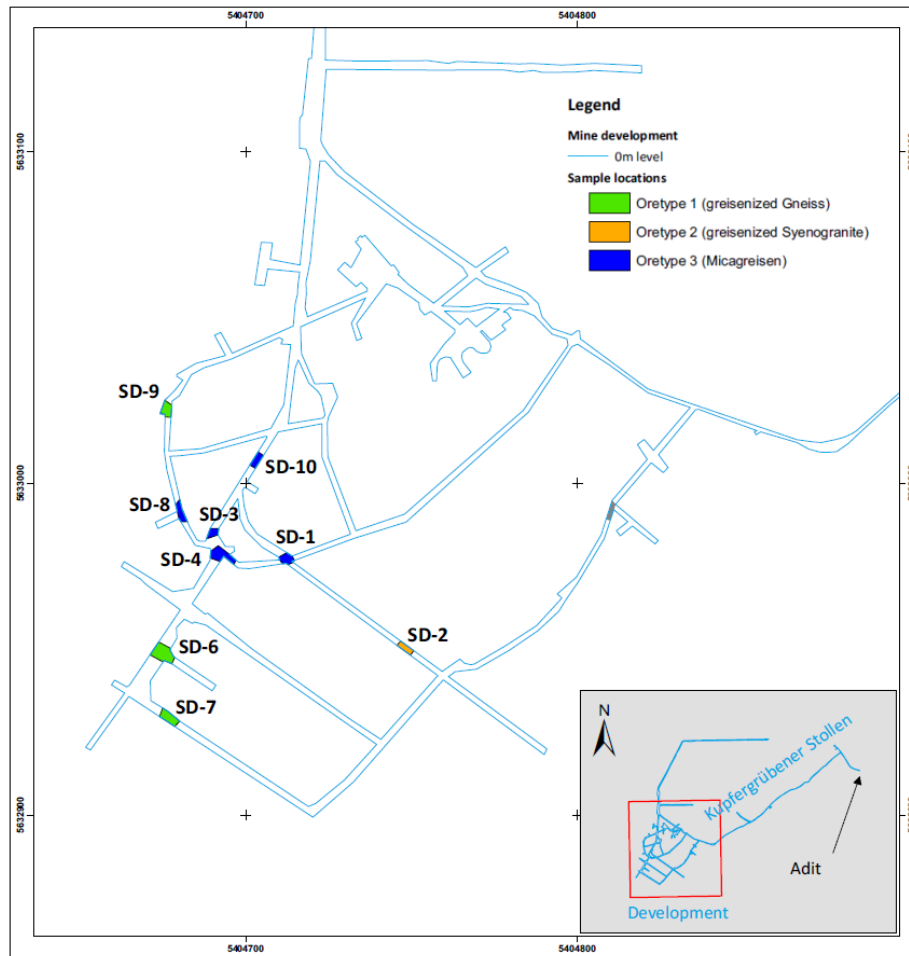 5404700
5404800
5633100
Legend
Mine development
0m level
Sample locations
Oretype 1 (greisenized Gneiss)
Oretype 2 (greisenized Syenogranite)
Oretype 3 (Micagreisen)
SD-9
SD-10
5633000
SD-8
SD-3
SD-1
SD-4
SD-2
SD-6
SD-7
N
Kupfergrübener Stollen
5632900
Adit
Development
5404700
5404800